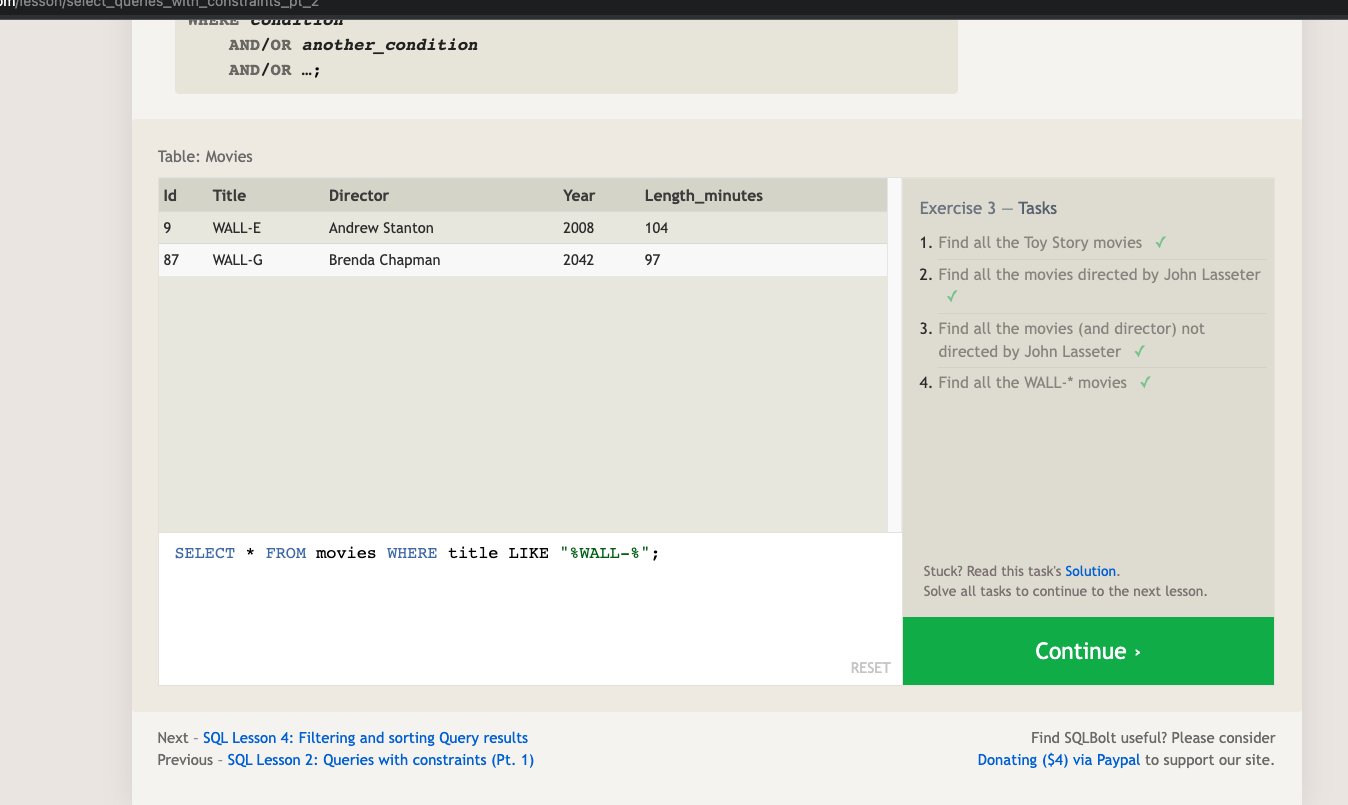 om/lesson/select_queries_with_constraints_pt_2
WHERE condition
AND/OR another_condition
AND/OR …;
Table: Movies
Id Title Director Year Length_minutes
9 WALL-E Andrew Stanton 2008 104
87 WALL-G Brenda Chapman 2042 97
SELECT * FROM movies WHERE title LIKE "%WALL-%";
RESET
Exercise 3 — Tasks
1. Find all the Toy Story movies ✓
2. Find all the movies directed by John Lasseter
✓
3. Find all the movies (and director) not
directed by John Lasseter ✓
4. Find all the WALL-* movies ✓
Stuck? Read this task's Solution.
Solve all tasks to continue to the next lesson.
Continue ›
Next – SQL Lesson 4: Filtering and sorting Query results
Previous – SQL Lesson 2: Queries with constraints (Pt. 1)
Find SQLBolt useful? Please consider
Donating ($4) via Paypal to support our site.